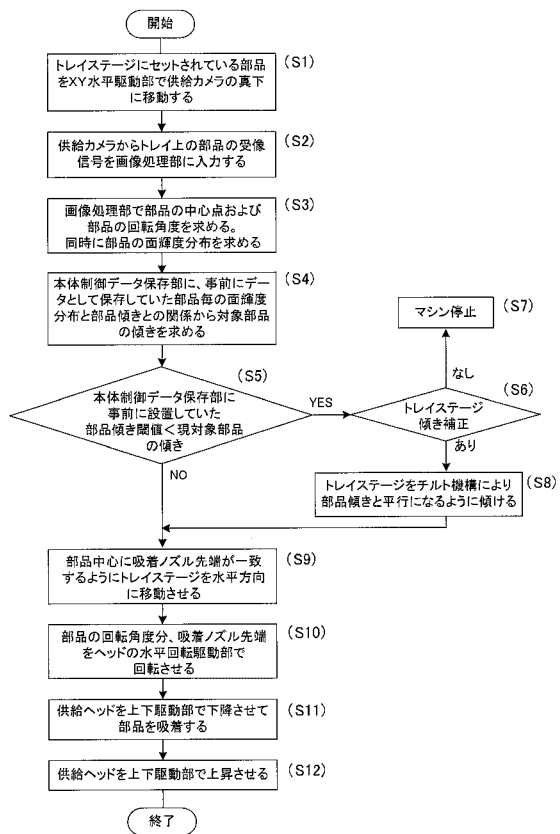 開始
トレイステージにセットされている部品
をXY水平駆動部で供給カメラの真下
に移動する
(S1)
供給カメラからトレイ上の部品の受像
信号を画像処理部に入力する
(S2)
画像処理部で部品の中心点および
部品の回転角度を求める。
同時に部品の面輝度分布を求める
(S3)
本体制御データ保存部に、事前にデー
タとして保存していた部品毎の面輝度
分布と部品傾きとの関係から対象部品
の傾きを求める
(S4)
本体制御データ保存部に
事前に設置していた
部品傾き閾値<現対象部品
の傾き
(S5)
YES
NO
トレイステージ
傾き補正
(S6)
なし
あり
マシン停止
(S7)
トレイステージをチルト機構により
部品傾きと平行になるように傾ける
(S8)
部品中心に吸着ノズル先端が一致
するようにトレイステージを水平方向
に移動させる
(S9)
部品の回転角度分、吸着ノズル先端
をヘッドの水平回転駆動部で
回転させる
(S10)
供給ヘッドを上下駆動部で下降させて
部品を吸着する
(S11)
供給ヘッドを上下駆動部で上昇させる
(S12)
終了